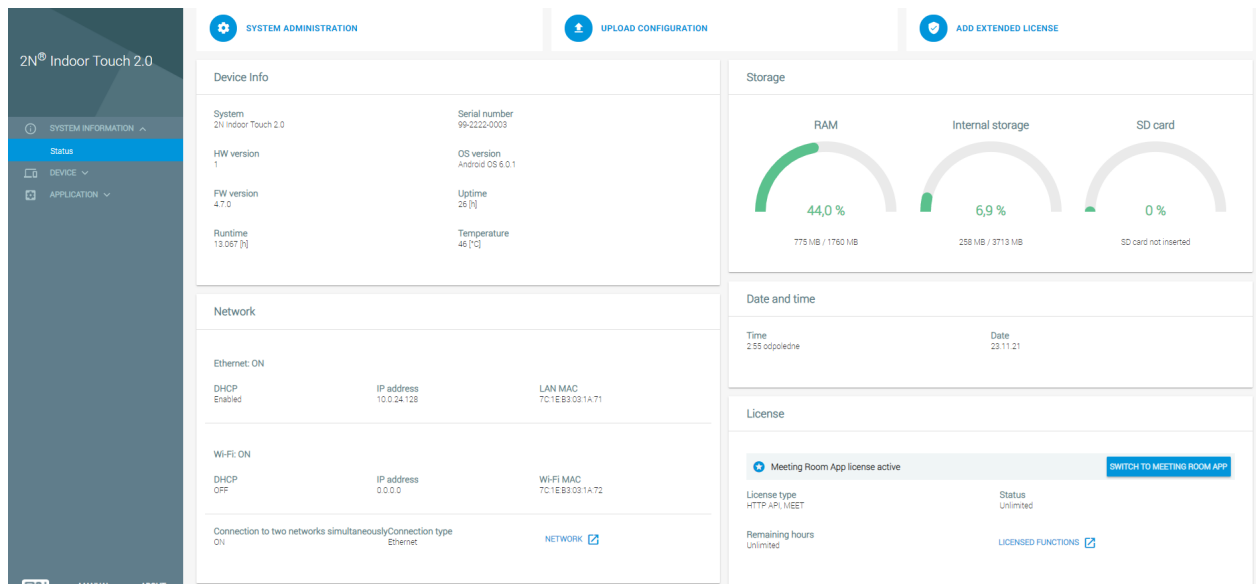 2N® Indoor Touch 2.0
SYSTEM INFORMATION
Status
DEVICE
APPLICATION
SYSTEM ADMINISTRATION
UPLOAD CONFIGURATION
ADD EXTENDED LICENSE
Device Info
System
2N Indoor Touch 2.0
Serial number
99-2222-0003
HW version
1
OS version
Android OS 6.0.1
FW version
4.7.0
Uptime
26 [h]
Runtime
13.067 [h]
Temperature
46 [°C]
Network
Ethernet: ON
DHCP
Enabled
IP address
10.0.24.128
LAN MAC
7C:1E:B3:03:1A:71
Wi-Fi: ON
DHCP
OFF
IP address
0.0.0.0
Wi-Fi MAC
7C:1E:B3:03:1A:72
Connection to two networks simultaneously
ON
Connection type
Ethernet
NETWORK
Storage
RAM
44,0 %
775 MB / 1760 MB
Internal storage
6,9 %
258 MB / 3713 MB
SD card
0 %
SD card not inserted
Date and time
Time
2:55 odpoledne
Date
23.11.21
License
Meeting Room App license active
SWITCH TO MEETING ROOM APP
License type
HTTP API, MEET
Status
Unlimited
Remaining hours
Unlimited
LICENSED FUNCTIONS